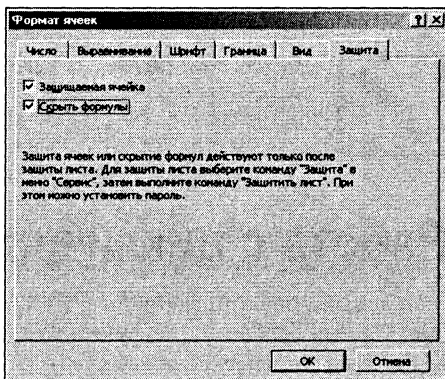 Формат ячеек
Число Выравнивание Шрифт Граница Вид Защита
Защищаемая ячейка
Скрыть формулы
Защита ячеек или скрытие формул действуют только после
защиты листа. Для защиты листа выберите команду "Защита" в
меню "Сервис", затем выполните команду "Защитить лист". При
этом можно установить пароль.
ОК Отмена